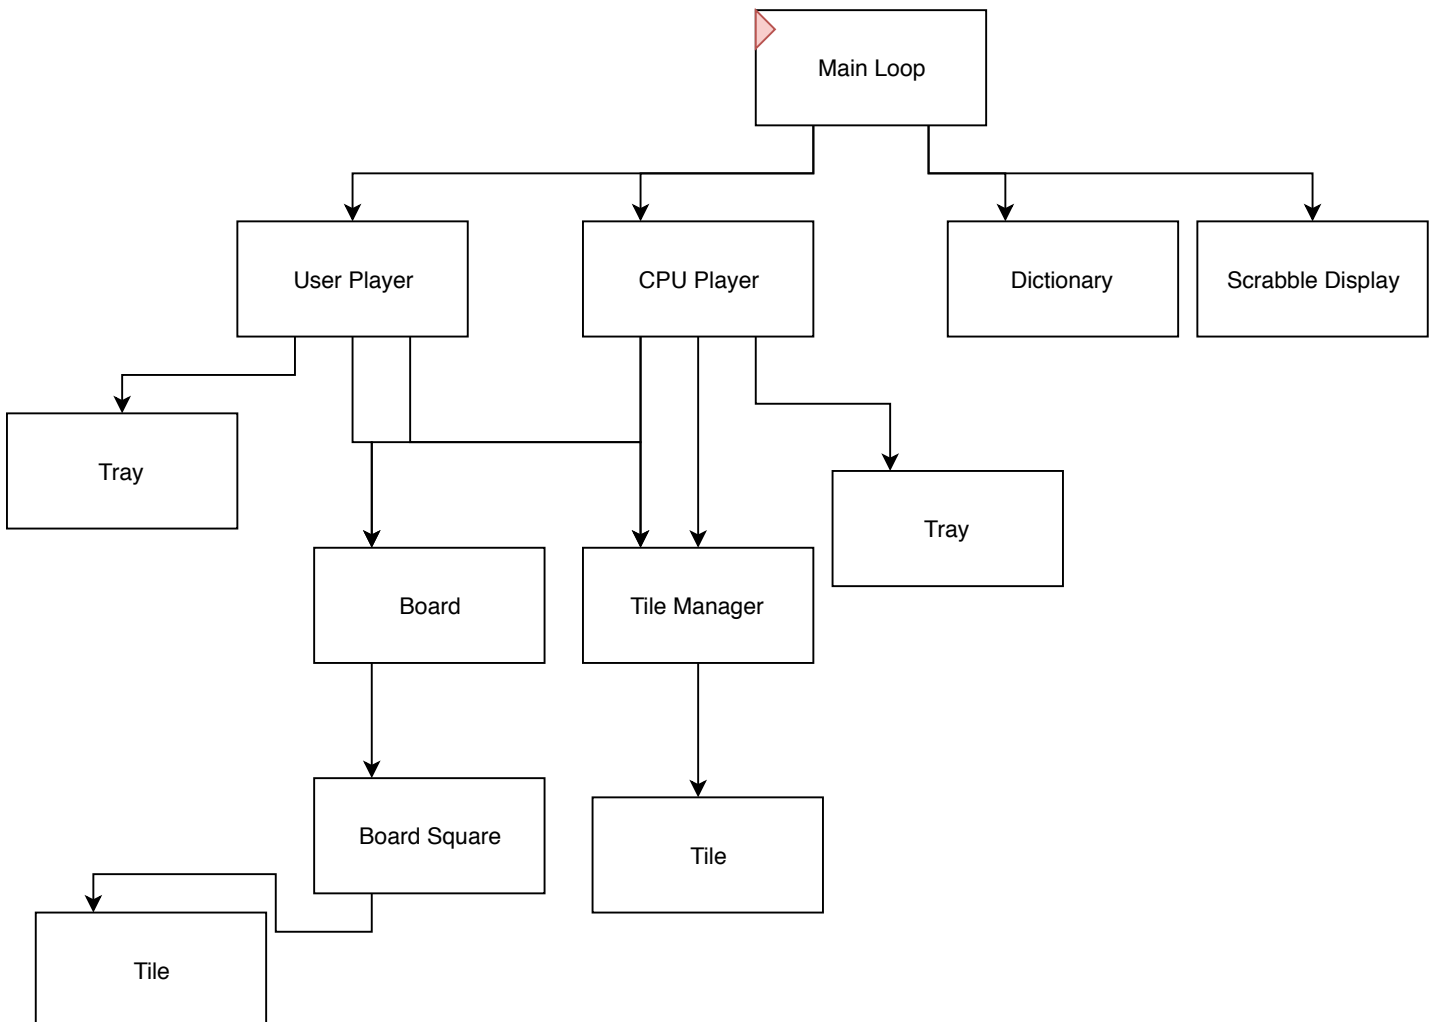 Main Loop
User Player
CPU Player
Dictionary
Scrabble Display
Tray
Tray
Board
Tile Manager
Board Square
Tile
Tile